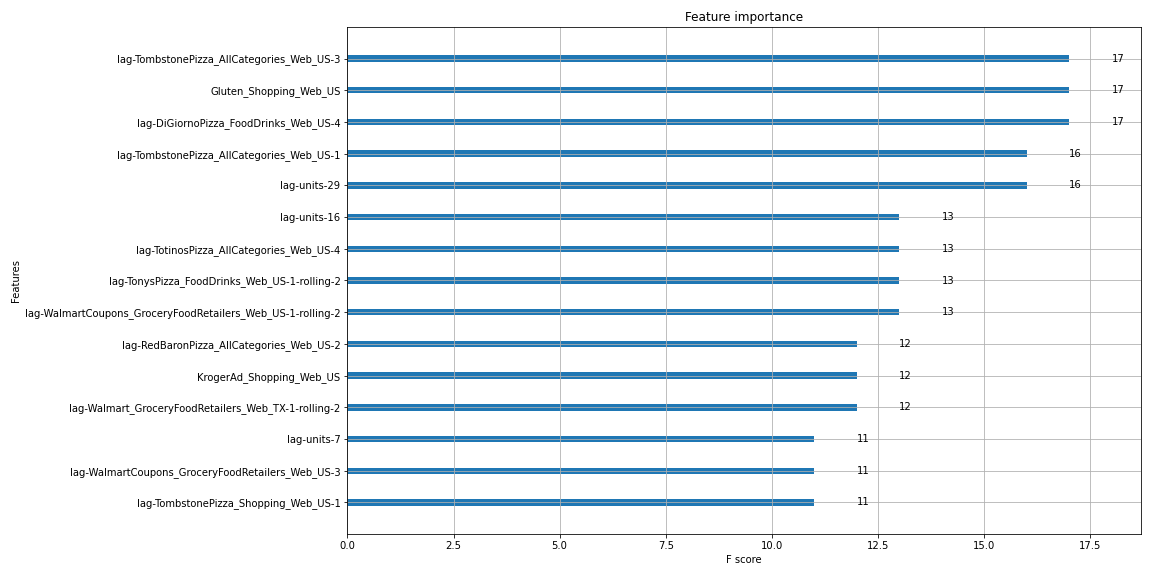 Feature importance
lag-TombstonePizza_AllCategories_Web_US-3 17
Gluten_Shopping_Web_US 17
lag-DiGiornoPizza_FoodDrinks_Web_US-4 17
lag-TombstonePizza_AllCategories_Web_US-1 16
lag-units-29 16
lag-units-16 13
lag-TotinosPizza_AllCategories_Web_US-4 13
lag-TonysPizza_FoodDrinks_Web_US-1-rolling-2 13
lag-WalmartCoupons_GroceryFoodRetailers_Web_US-1-rolling-2 13
lag-RedBaronPizza_AllCategories_Web_US-2 12
KrogerAd_Shopping_Web_US 12
lag-Walmart_GroceryFoodRetailers_Web_TX-1-rolling-2 12
lag-units-7 11
lag-WalmartCoupons_GroceryFoodRetailers_Web_US-3 11
lag-TombstonePizza_Shopping_Web_US-1 11
Features
0.0 2.5 5.0 7.5 10.0 12.5 15.0 17.5
F score